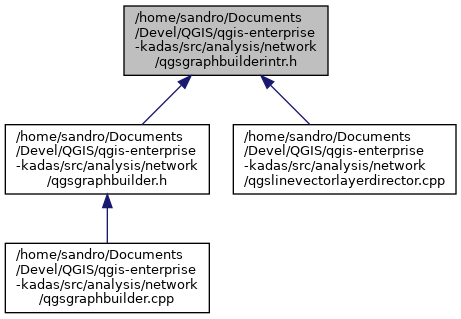 /home/sandro/Documents
/Devel/QGIS/qgis-enterprise
-kadas/src/analysis/network
/qgsgraphbuilderintr.h
/home/sandro/Documents
/Devel/QGIS/qgis-enterprise
-kadas/src/analysis/network
/qgsgraphbuilder.h
/home/sandro/Documents
/Devel/QGIS/qgis-enterprise
-kadas/src/analysis/network
/qgslinevectorlayerdirector.cpp
/home/sandro/Documents
/Devel/QGIS/qgis-enterprise
-kadas/src/analysis/network
/qgsgraphbuilder.cpp